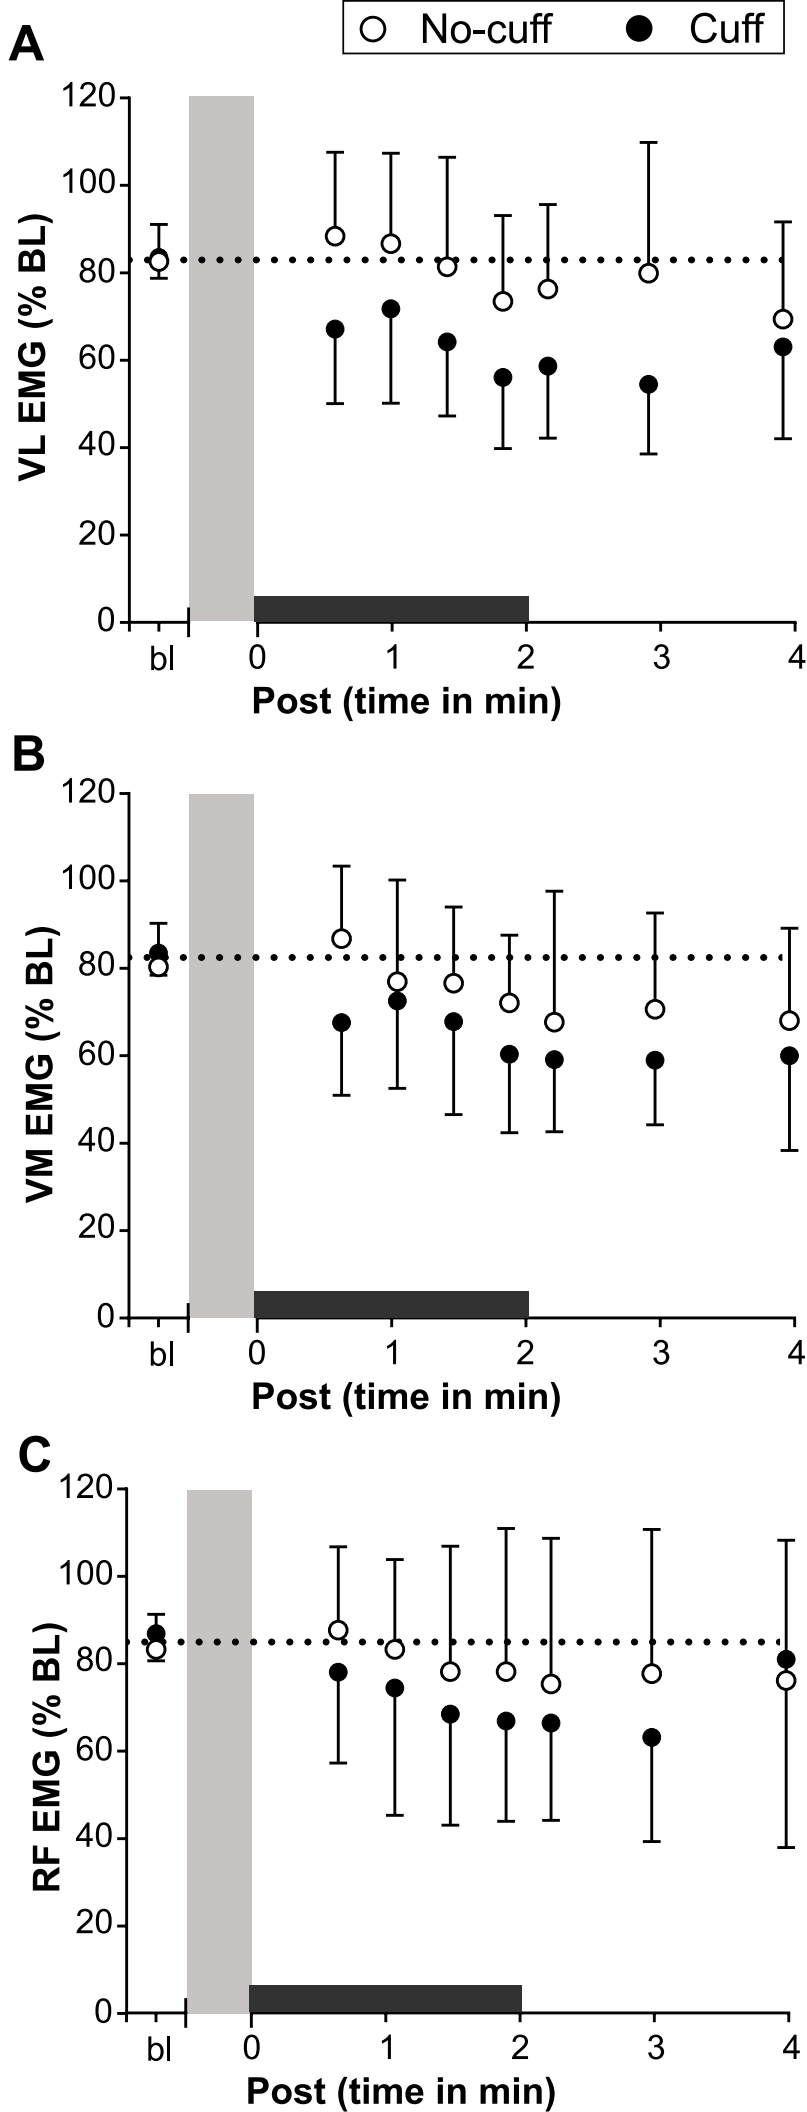 No-cuff Cuff
A
120
100
80
60
40
20
0
VL EMG (% BL)
bl 0 1 2 3 4
Post (time in min)
B
120
100
80
60
40
20
0
VM EMG (% BL)
bl 0 1 2 3 4
Post (time in min)
C
120
100
80
60
40
20
0
RF EMG (% BL)
bl 0 1 2 3 4
Post (time in min)